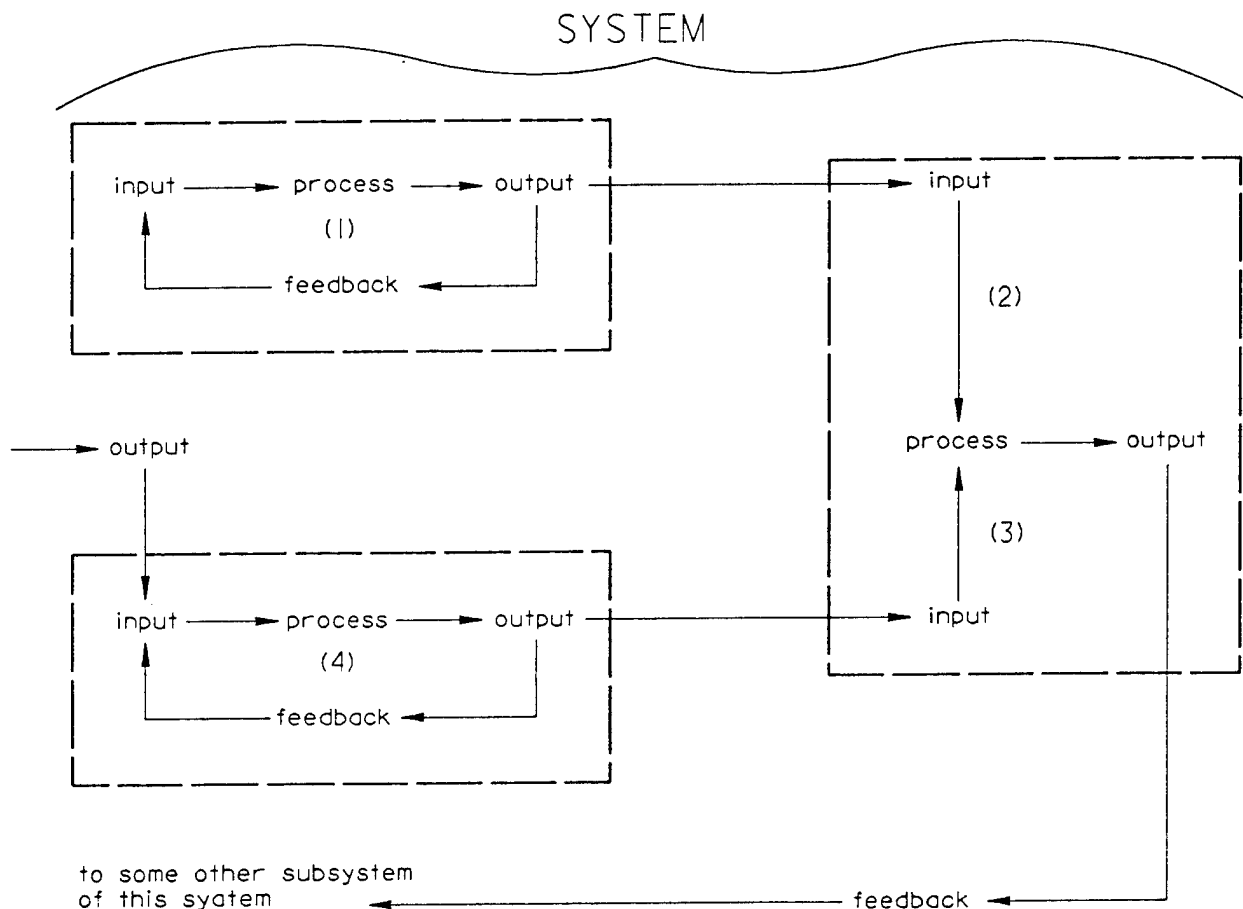 SYSTEM
input process output
(1)
feedback
input
(2)
output
process output
(3)
input process output
(4)
feedback
input
to some other subsystem
of this syatem
feedback